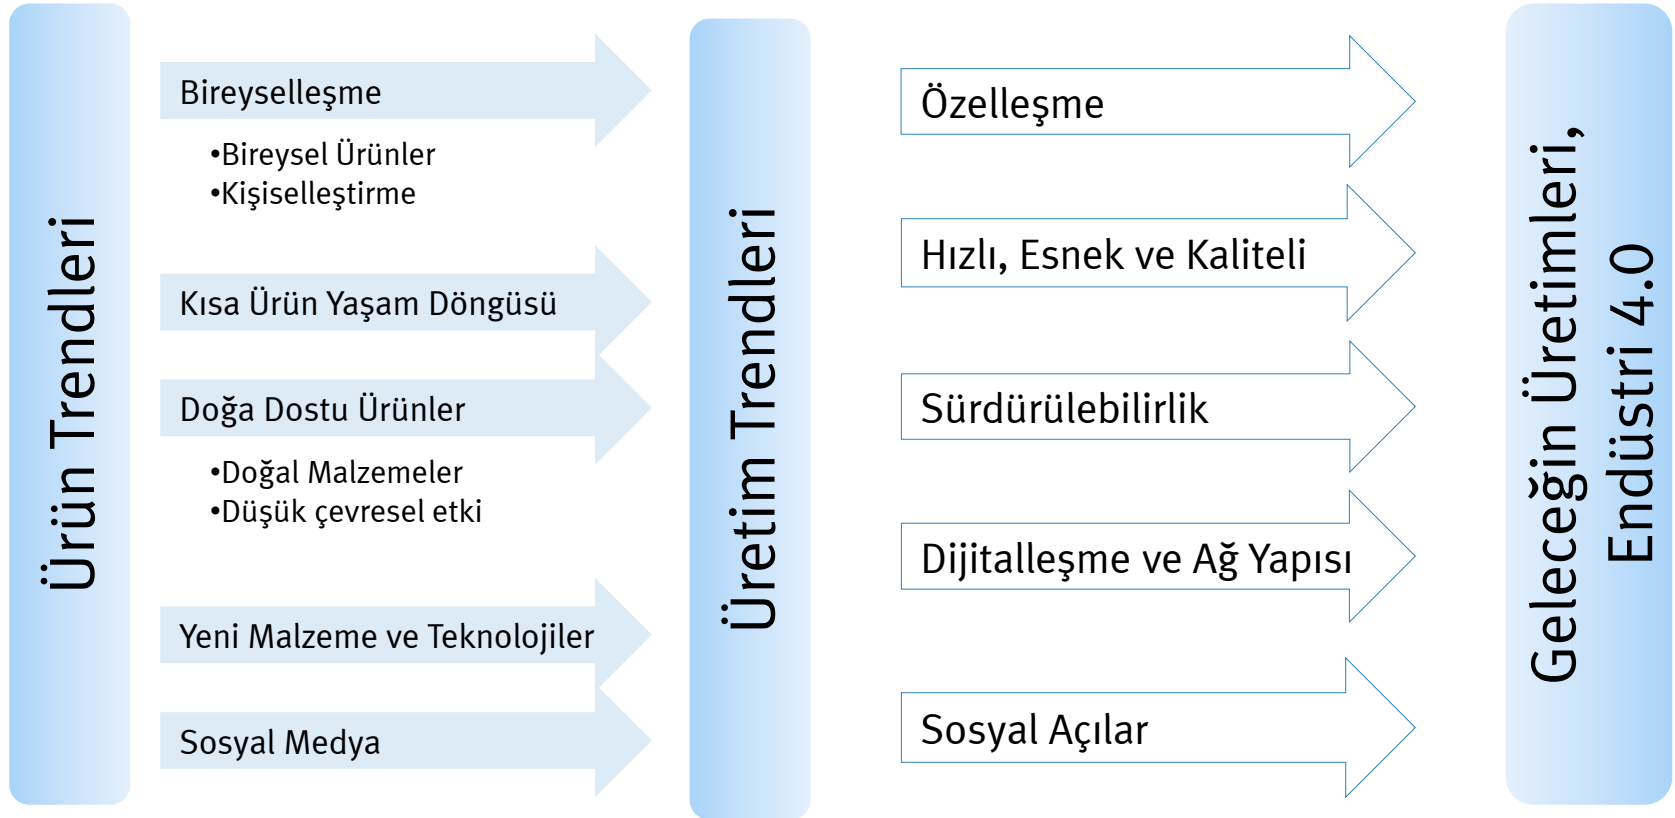 Ürün Trendleri
Bireyselleşme
•Bireysel Ürünler
•Kişiselleştirme
Kısa Ürün Yaşam Döngüsü
Doğa Dostu Ürünler
•Doğal Malzemeler
•Düşük çevresel etki
Yeni Malzeme ve Teknolojiler
Sosyal Medya
Üretim Trendleri
Özelleşme
Hızlı, Esnek ve Kaliteli
Sürdürülebilirlik
Dijitalleşme ve Ağ Yapısı
Sosyal Açılar
Geleceğin Üretimleri,
Endüstri 4.0